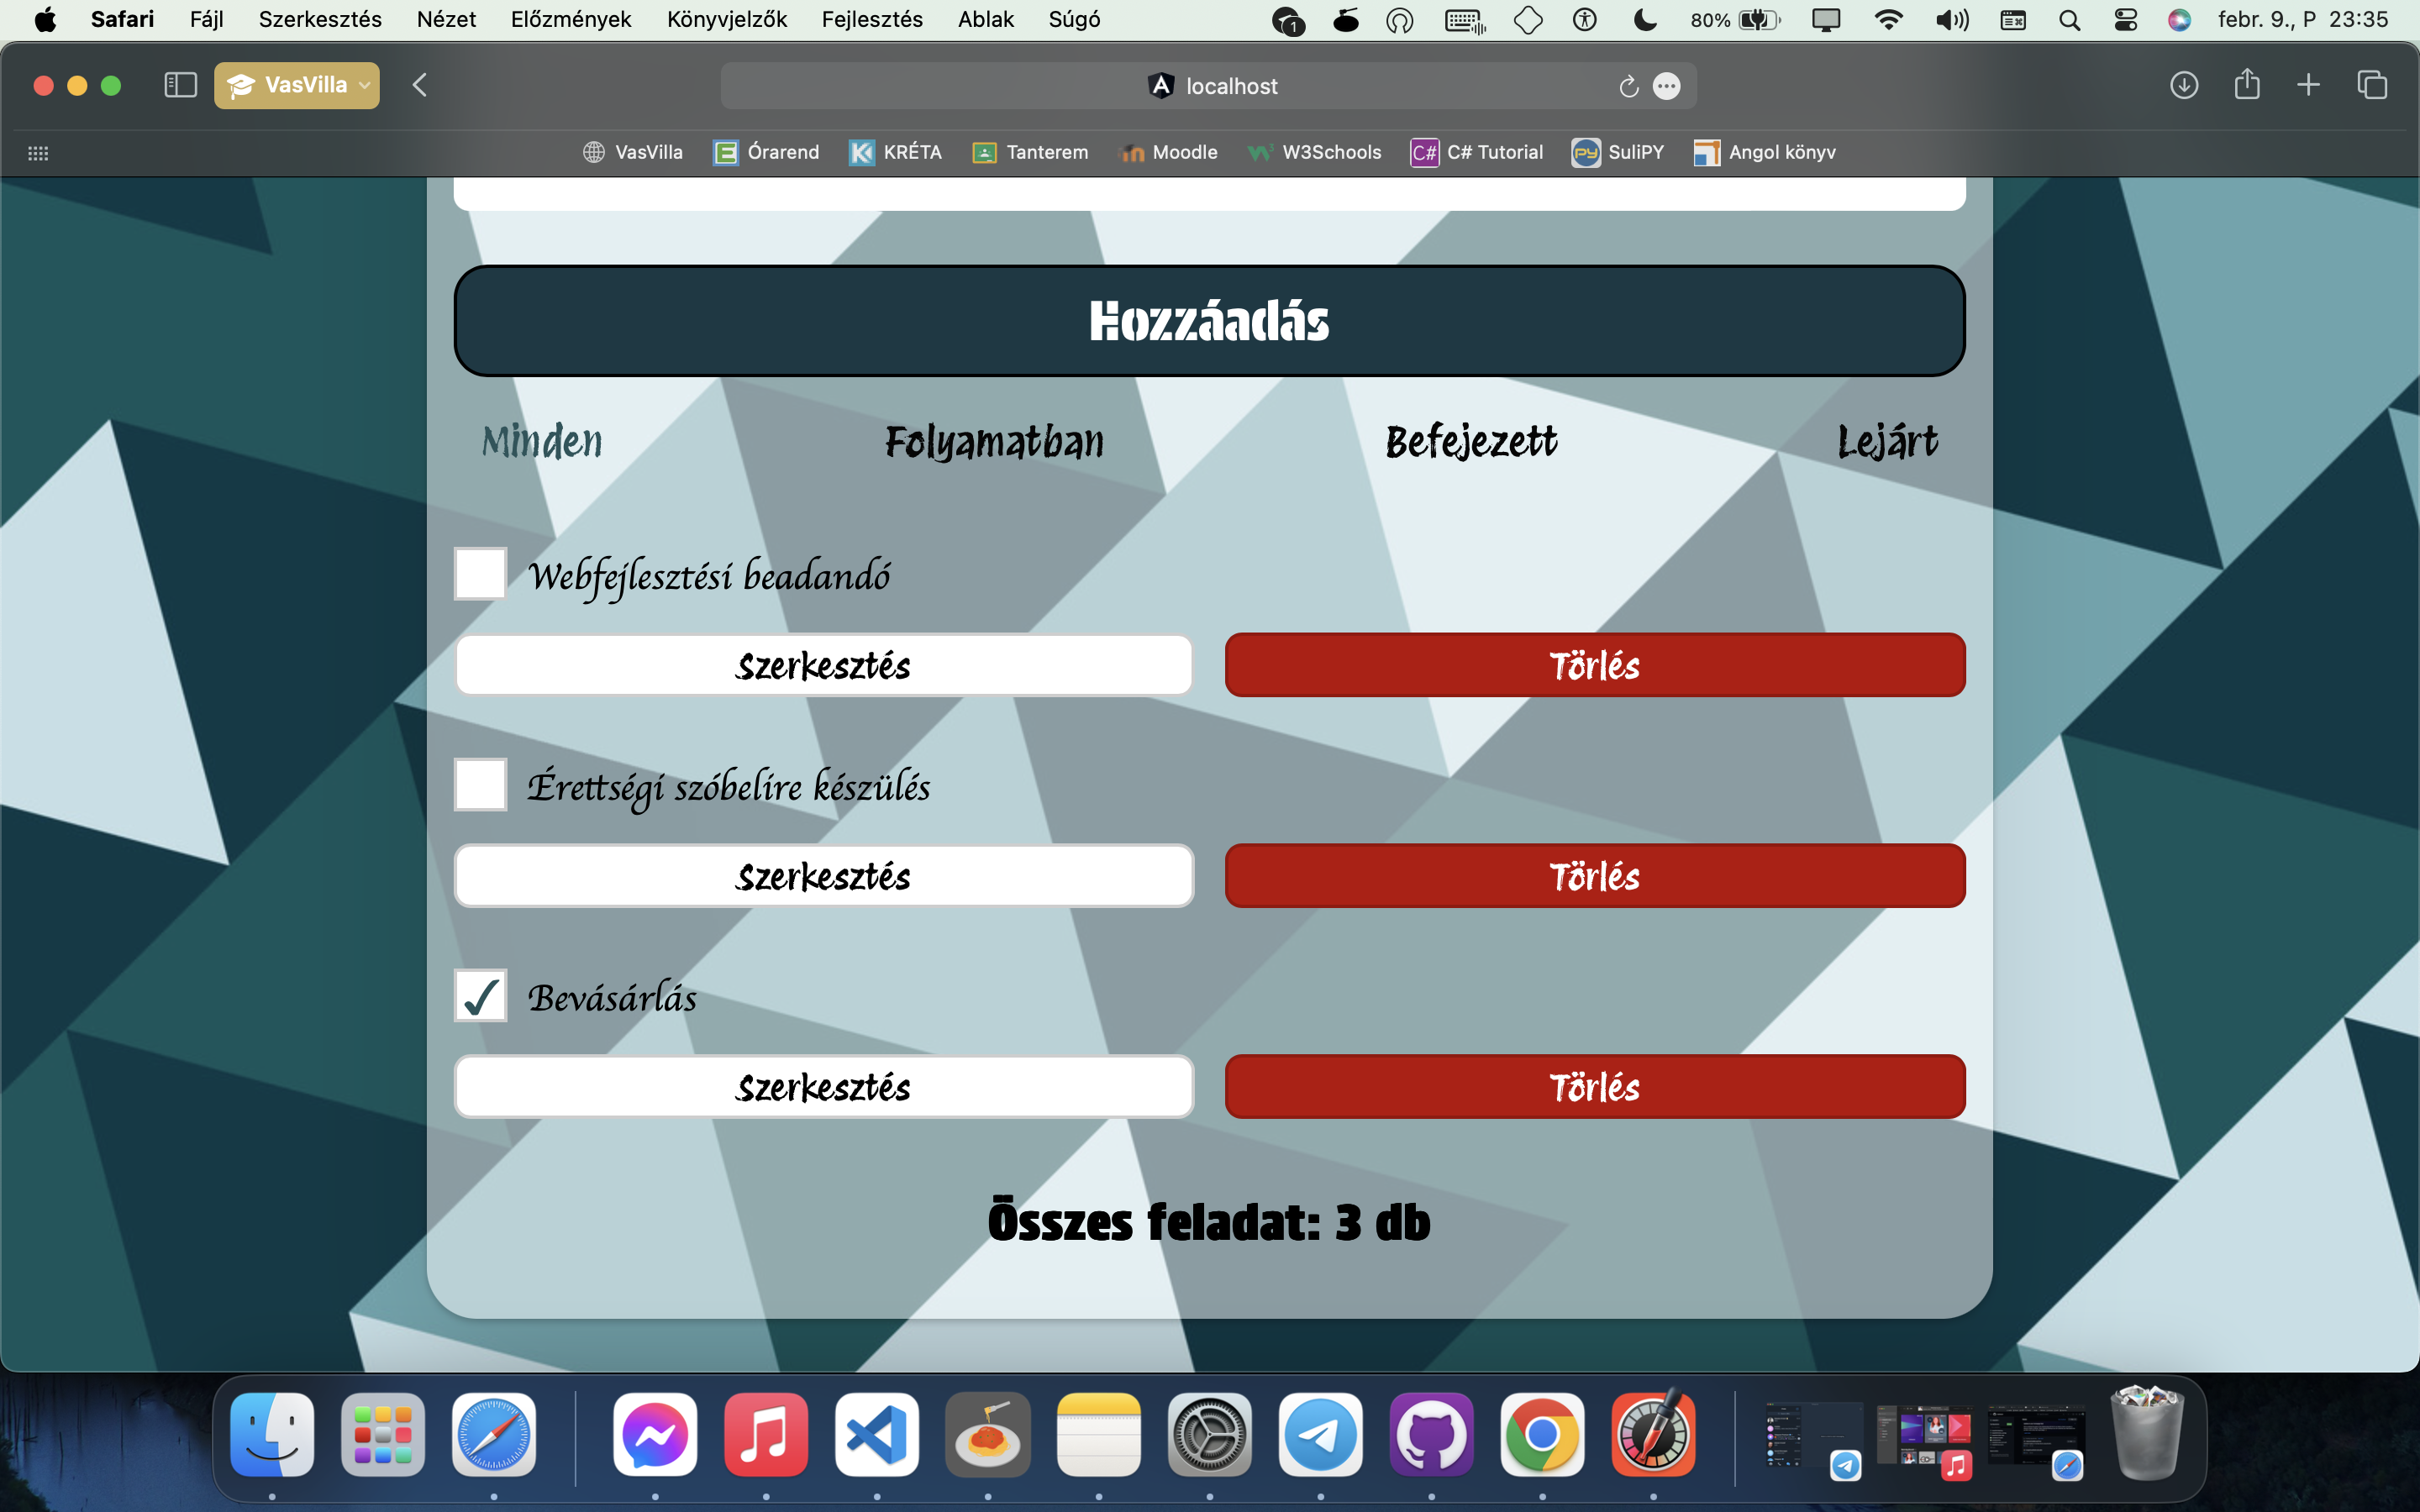 Safari Fájl Szerkesztés Nézet Előzmények Könyvjelzők Fejlesztés Ablak Súgó 1 80% febr. 9., P 23:35
VasVilla localhost
VasVilla Órarend KRÉTA Tanterem Moodle W3Schools C# C# Tutorial SuliPY Angol könyv
Hozzáadás
Minden Folyamatban Befejezett Lejárt
Webfejlesztési beadandó
Szerkesztés Törlés
Érettségi szóbelire készülés
Szerkesztés Törlés
Bevásárlás
Szerkesztés Törlés
Összes feladat: 3 db